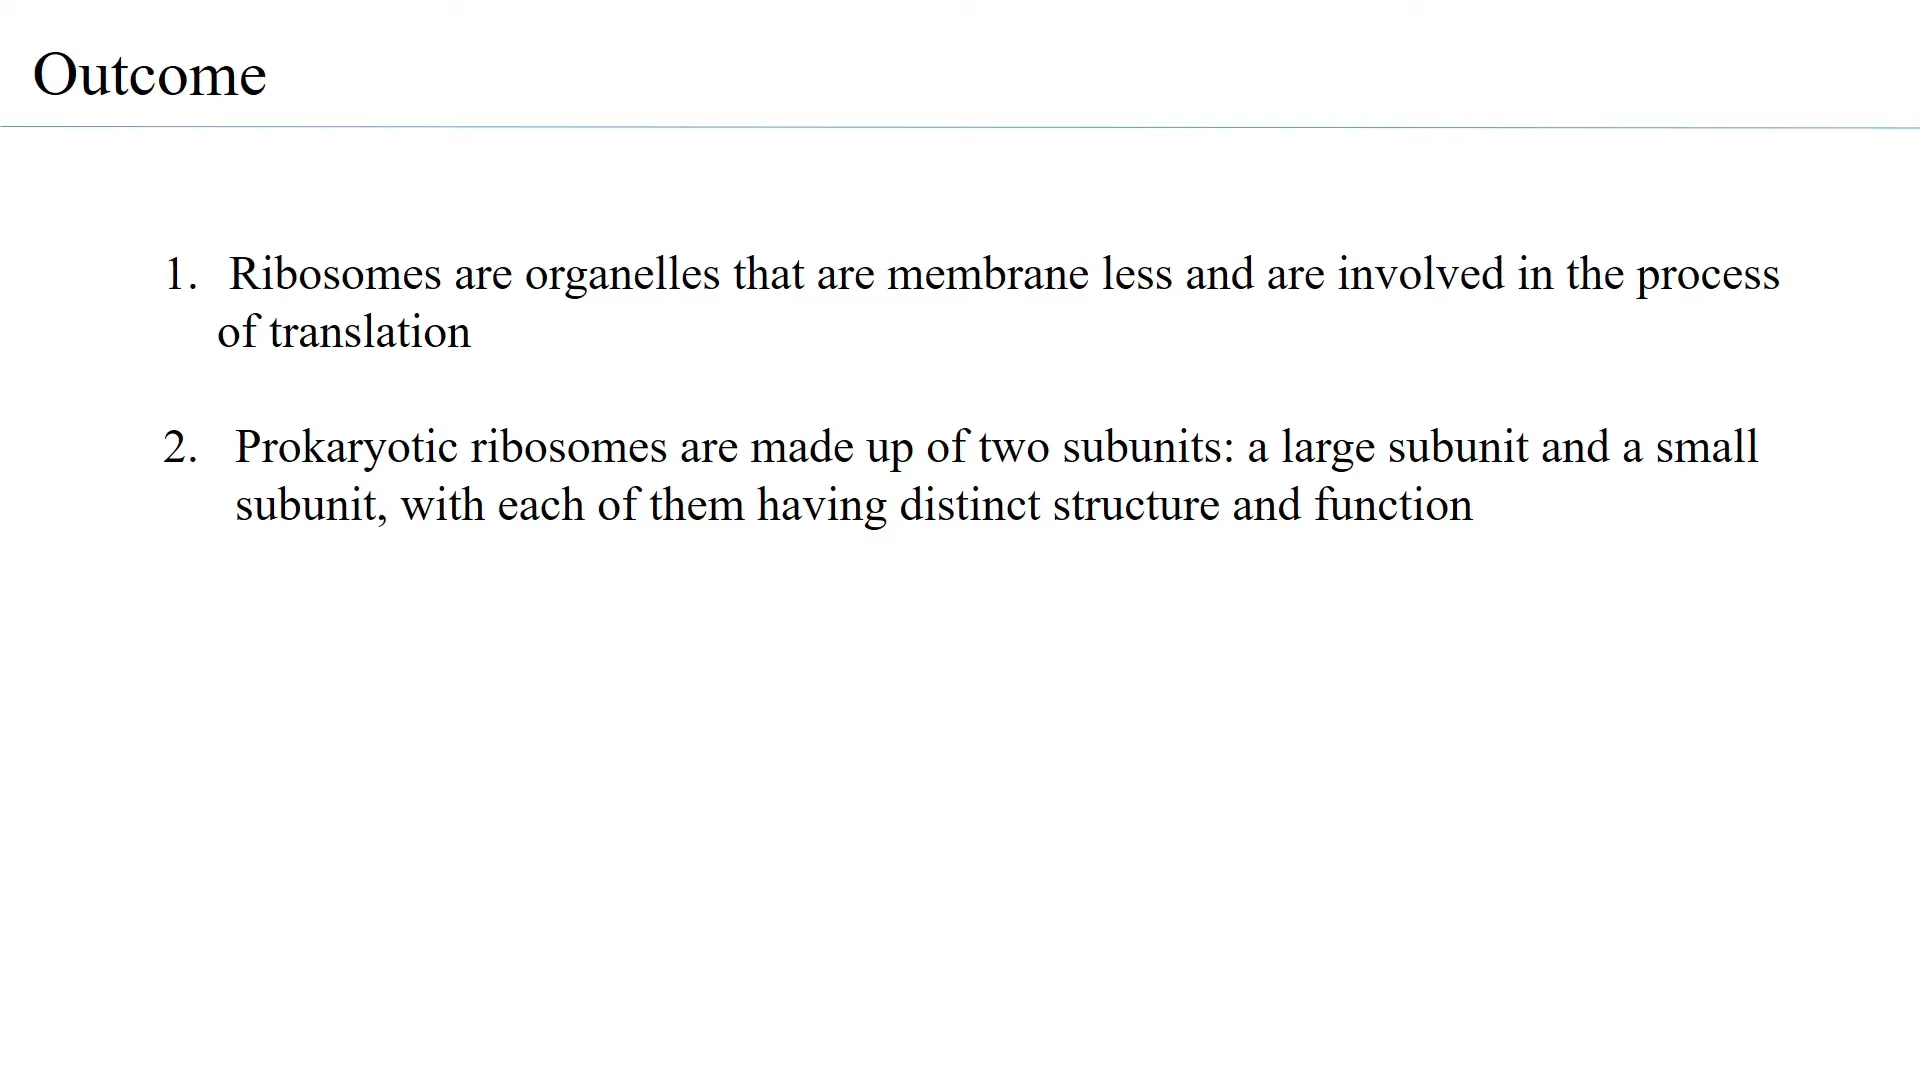 Outcome
1. Ribosomes are organelles that are membrane less and are involved in the process
of translation
2. Prokaryotic ribosomes are made up of two subunits: a large subunit and a small
subunit, with each of them having distinct structure and function